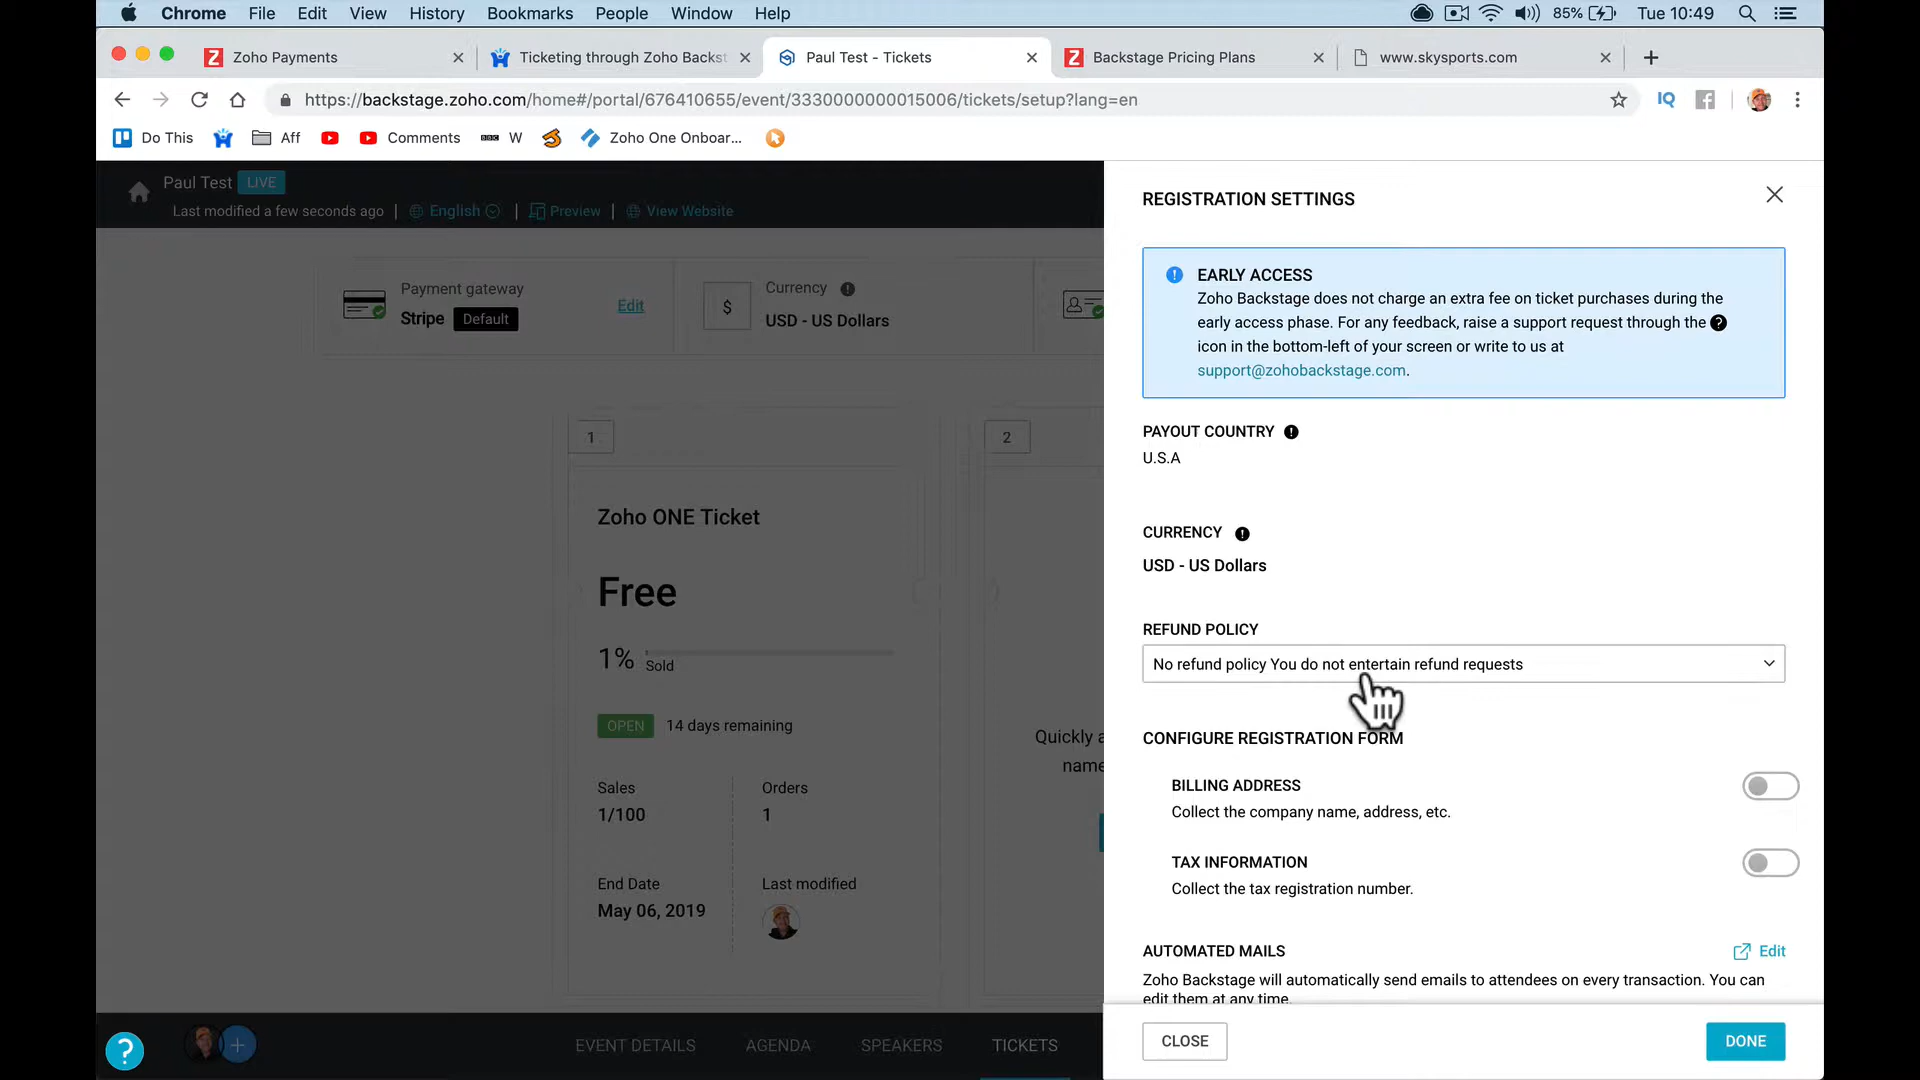 Chrome File Edit View History Bookmarks People Window Help 85% Tue 10:49
Zoho Payments Ticketing through Zoho Backst Paul Test - Tickets Backstage Pricing Plans www.skysports.com
https://backstage.zoho.com/home#/portal/676410655/event/3330000000015006/tickets/setup?lang=en IQ
Do This Aff Comments BBC W Zoho One Onboar...
Paul Test LIVE
Last modified a few seconds ago | English | Preview | View Website
Payment gateway
Stripe Default
Edit
$
Currency
USD - US Dollars
1
2
Zoho ONE Ticket
Free
1% Sold
OPEN 14 days remaining
Sales Orders
1/100 1
End Date Last modified
May 06, 2019
Quickly a
name
REGISTRATION SETTINGS
EARLY ACCESS
Zoho Backstage does not charge an extra fee on ticket purchases during the
early access phase. For any feedback, raise a support request through the ?
icon in the bottom-left of your screen or write to us at
support@zohobackstage.com.
PAYOUT COUNTRY
U.S.A
CURRENCY
USD - US Dollars
REFUND POLICY
No refund policy You do not entertain refund requests
CONFIGURE REGISTRATION FORM
BILLING ADDRESS
Collect the company name, address, etc.
TAX INFORMATION
Collect the tax registration number.
AUTOMATED MAILS Edit
Zoho Backstage will automatically send emails to attendees on every transaction. You can
edit them at any time.
CLOSE DONE
? + EVENT DETAILS AGENDA SPEAKERS TICKETS